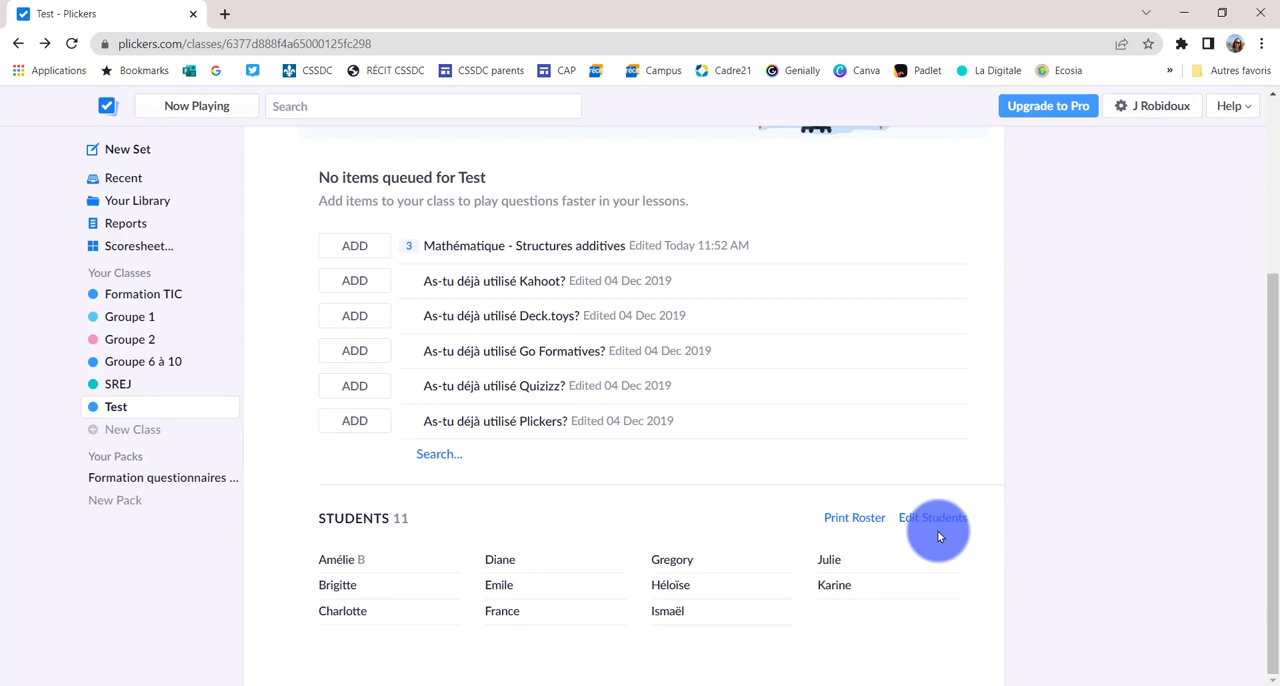 Test - Plickers
plickers.com/classes/6377d888f4a65000125fc298
Applications Bookmarks CSSDC RÉCIT CSSDC CSSDC parents CAP Campus Cadre21 Genially Canva Padlet La Digitale Ecosia » Autres favoris
Now Playing Search Upgrade to Pro J Robidoux Help
New Set
Recent
Your Library
Reports
Scoresheet...
Your Classes
Formation TIC
Groupe 1
Groupe 2
Groupe 6 à 10
SREJ
Test
New Class
Your Packs
Formation questionnaires ...
New Pack
No items queued for Test
Add items to your class to play questions faster in your lessons.
ADD 3 Mathématique - Structures additives Edited Today 11:52 AM
ADD As-tu déjà utilisé Kahoot? Edited 04 Dec 2019
ADD As-tu déjà utilisé Deck.toys? Edited 04 Dec 2019
ADD As-tu déjà utilisé Go Formatives? Edited 04 Dec 2019
ADD As-tu déjà utilisé Quizizz? Edited 04 Dec 2019
ADD As-tu déjà utilisé Plickers? Edited 04 Dec 2019
Search...
STUDENTS 11 Print Roster Edit Students
Amélie B Diane Gregory Julie
Brigitte Emile Héloïse Karine
Charlotte France Ismaël